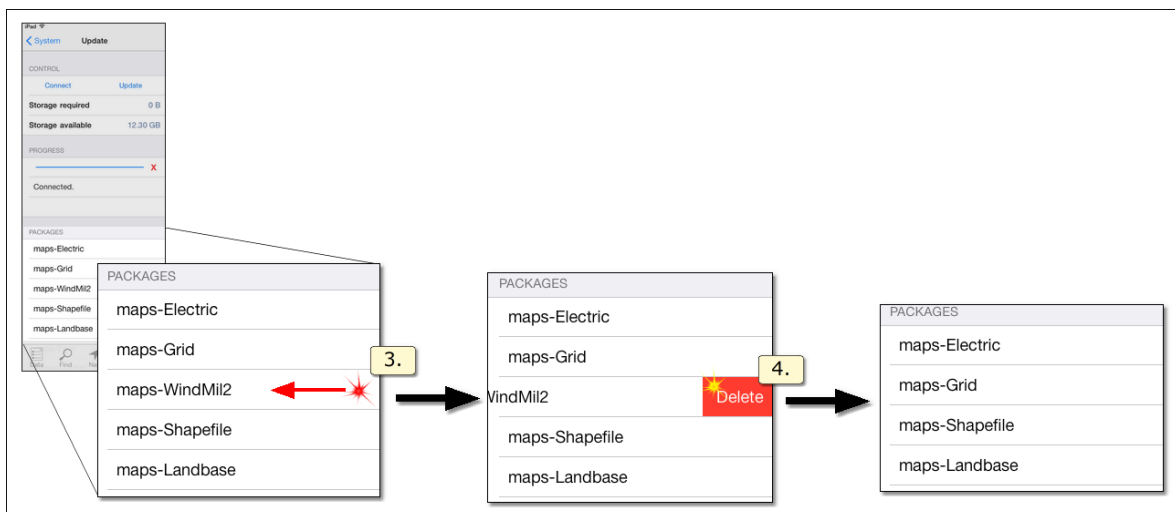 iPad
System Update
CONTROL
Connect Update
Storage required 0 B
Storage available 12.30 GB
PROGRESS
X
Connected.
PACKAGES
maps-Electric
maps-Grid
maps-WindMil2
maps-Shapefile
maps-Landbase
Find
PACKAGES
maps-Electric
maps-Grid
maps-WindMil2
maps-Shapefile
maps-Landbase
3.
PACKAGES
maps-Electric
maps-Grid
WindMil2 Delete
maps-Shapefile
maps-Landbase
4.
PACKAGES
maps-Electric
maps-Grid
maps-Shapefile
maps-Landbase